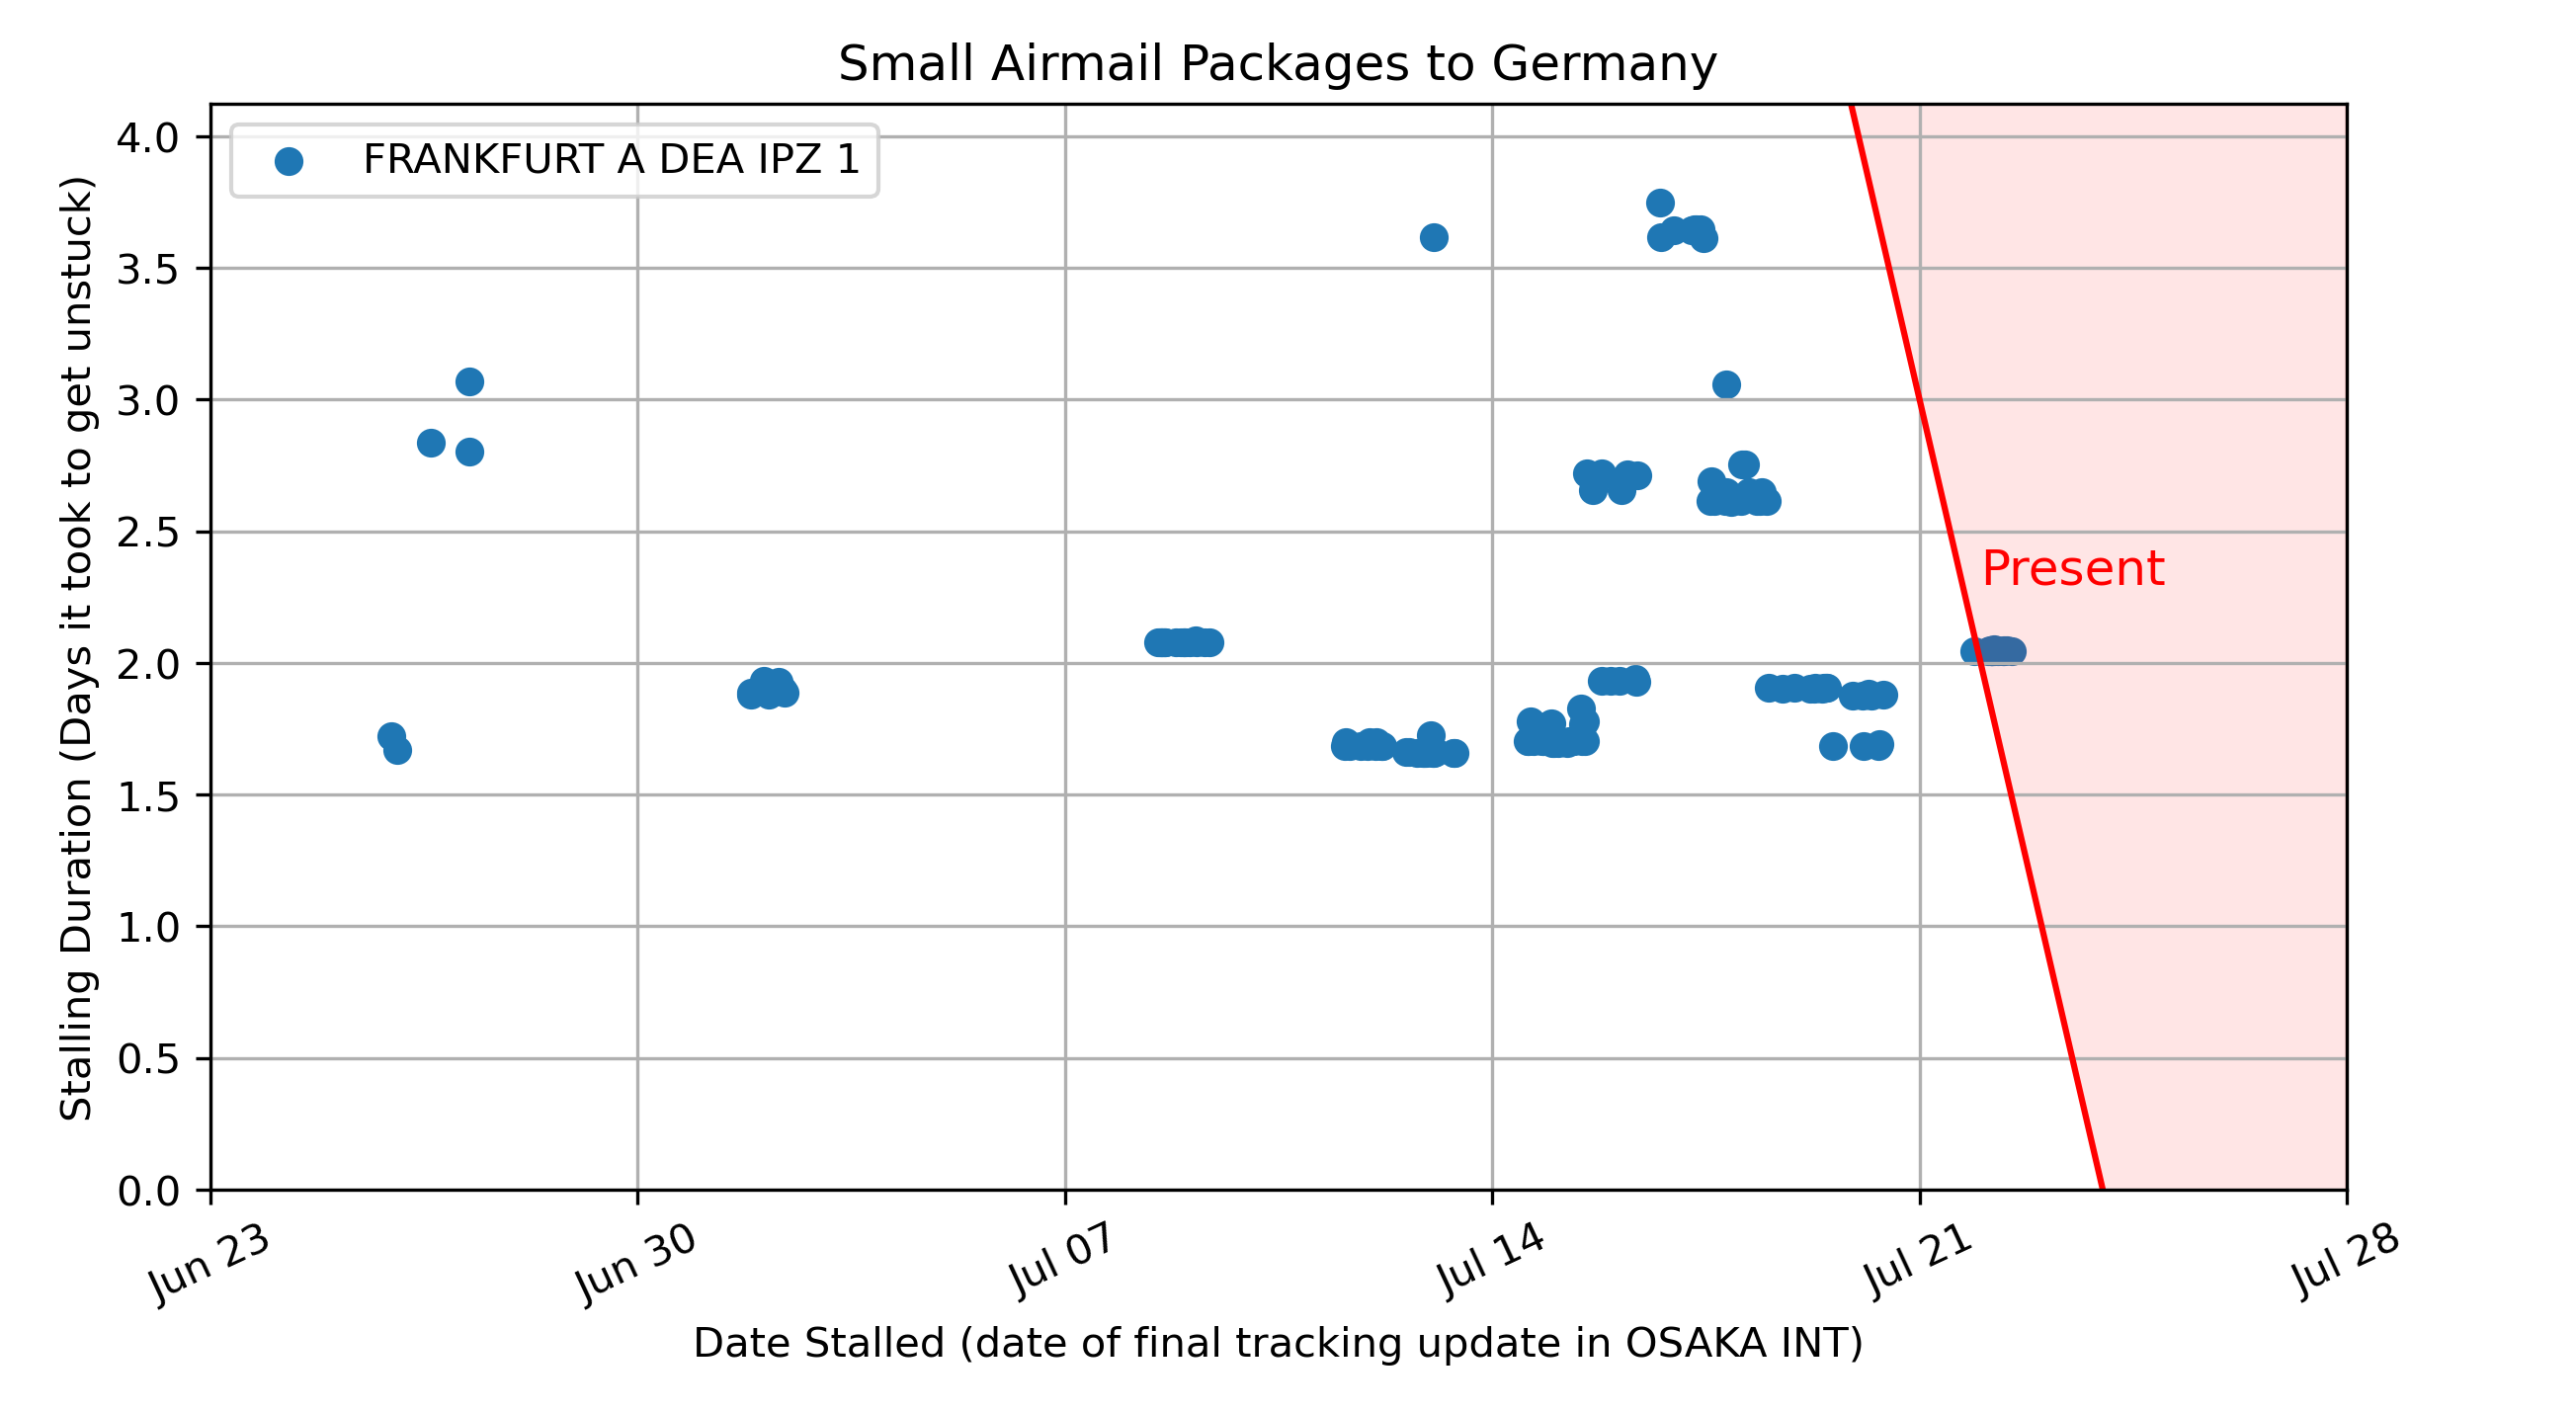 Small Airmail Packages to Germany
FRANKFURT A DEA IPZ 1
Stalling Duration (Days it took to get unstuck)
4.0
3.5
3.0
2.5
2.0
1.5
1.0
0.5
0.0
Present
Jun 23
Jun 30
Jul 07
Jul 14
Jul 21
Jul 28
Date Stalled (date of final tracking update in OSAKA INT)